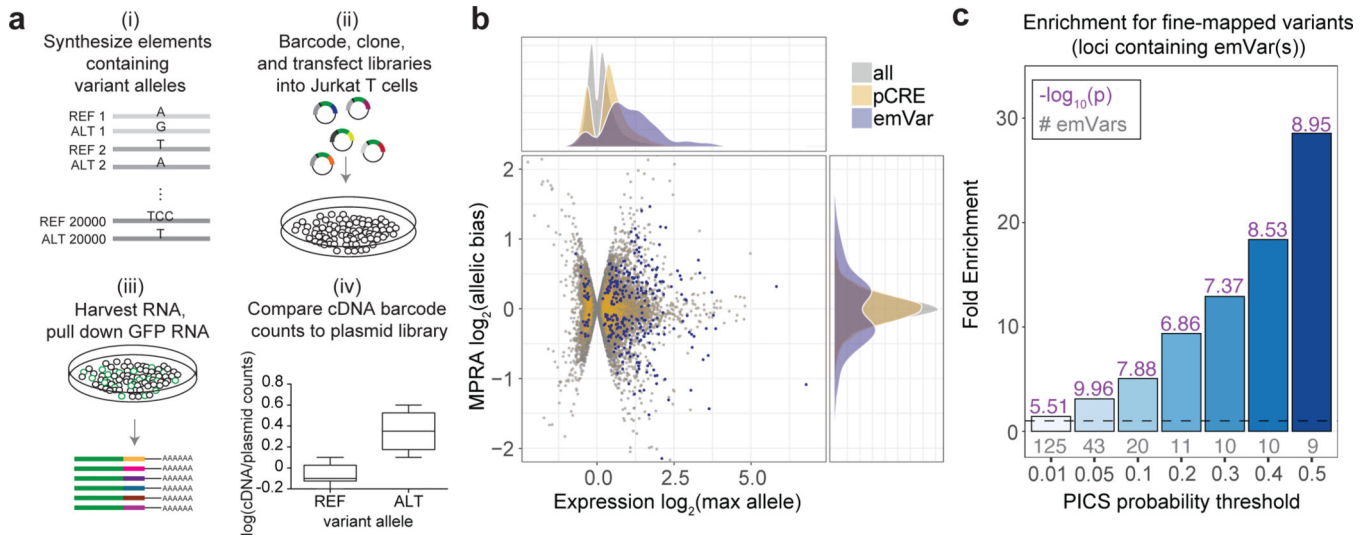 a
(i)
Synthesize elements
containing
variant alleles
REF 1
A
ALT 1
G
REF 2
T
ALT 2
A
...
REF 20000
TCC
ALT 20000
T
(ii)
Barcode, clone,
and transfect libraries
into Jurkat T cells
(iii)
Harvest RNA,
pull down GFP RNA
AAAAAA
AAAAAA
AAAAAA
AAAAAA
AAAAAA
AAAAAA
(iv)
Compare cDNA barcode
counts to plasmid library
log(cDNA/plasmid counts)
0.8
0.6
0.4
0.2
0
-0.2
REF
ALT
variant allele
b
all
pCRE
emVar
MPRA log2(allelic bias)
2
1
0
−1
−2
0.0
2.5
5.0
Expression log2(max allele)
c
Enrichment for fine-mapped variants
(loci containing emVar(s))
-log10(p)
# emVars
Fold Enrichment
30
20
10
0
5.51
9.96
7.88
6.86
7.37
8.53
8.95
125
43
20
11
10
10
9
0.01
0.05
0.1
0.2
0.3
0.4
0.5
PICS probability threshold